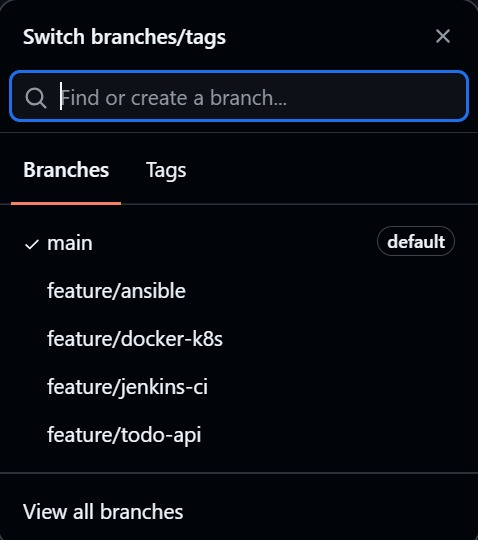 Switch branches/tags
Find or create a branch...
Branches Tags
main default
feature/ansible
feature/docker-k8s
feature/jenkins-ci
feature/todo-api
View all branches